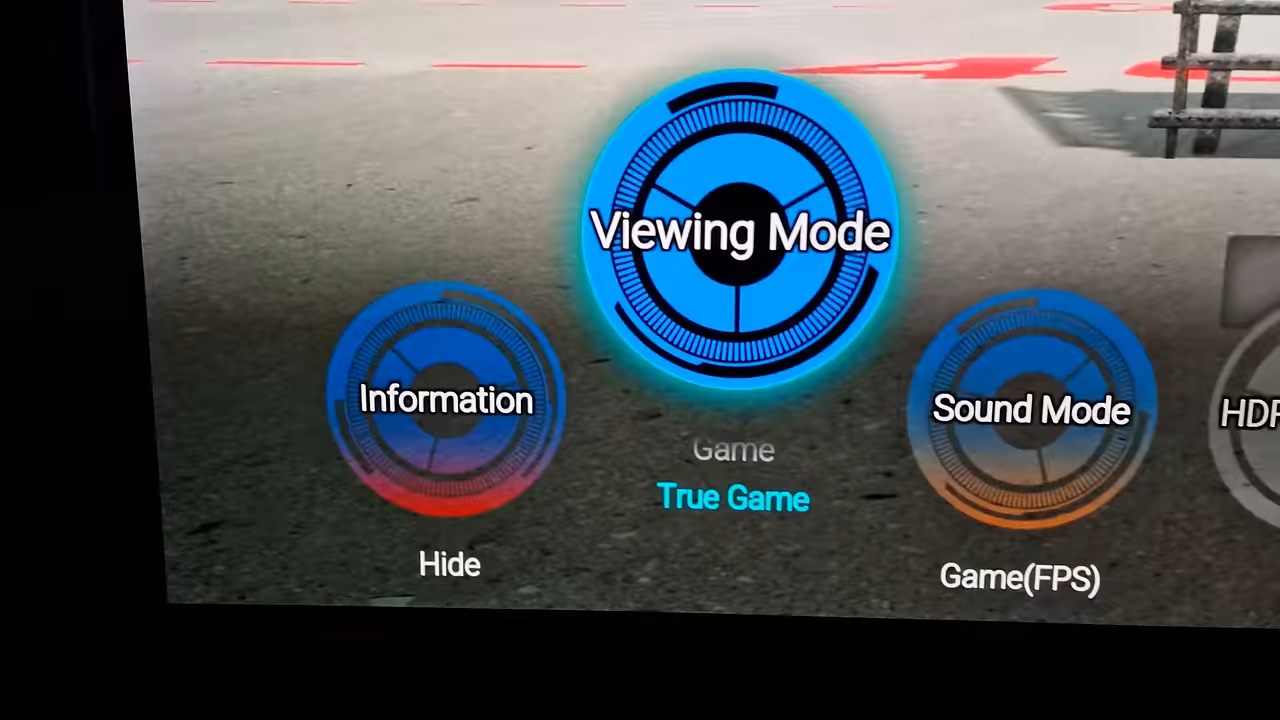 Viewing Mode
Information
Sound Mode
Game
True Game
Hide
Game(FPS)